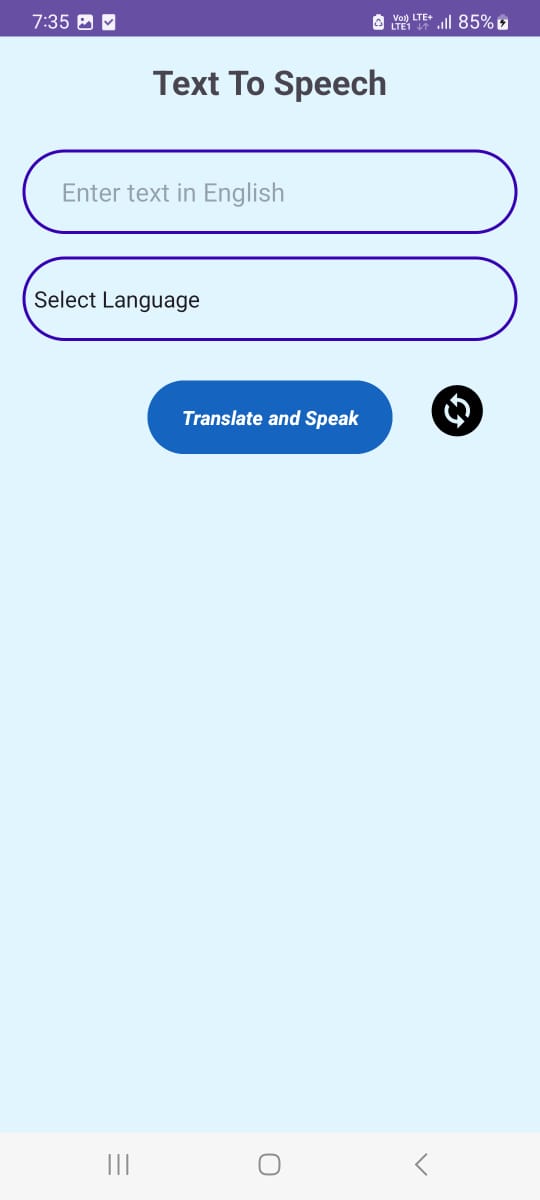 7:35
Vo) LTE+ 85%
LTE1
Text To Speech
Enter text in English
Select Language
Translate and Speak